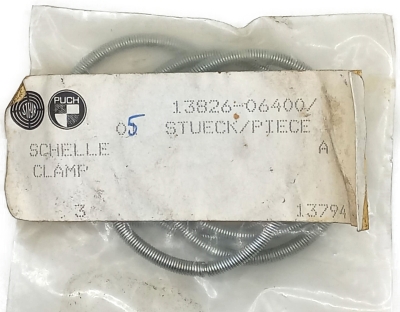 PUCH
13826-06400/
05 STUECK/PIECE
SCHELLE A
CLAMP
3 13794